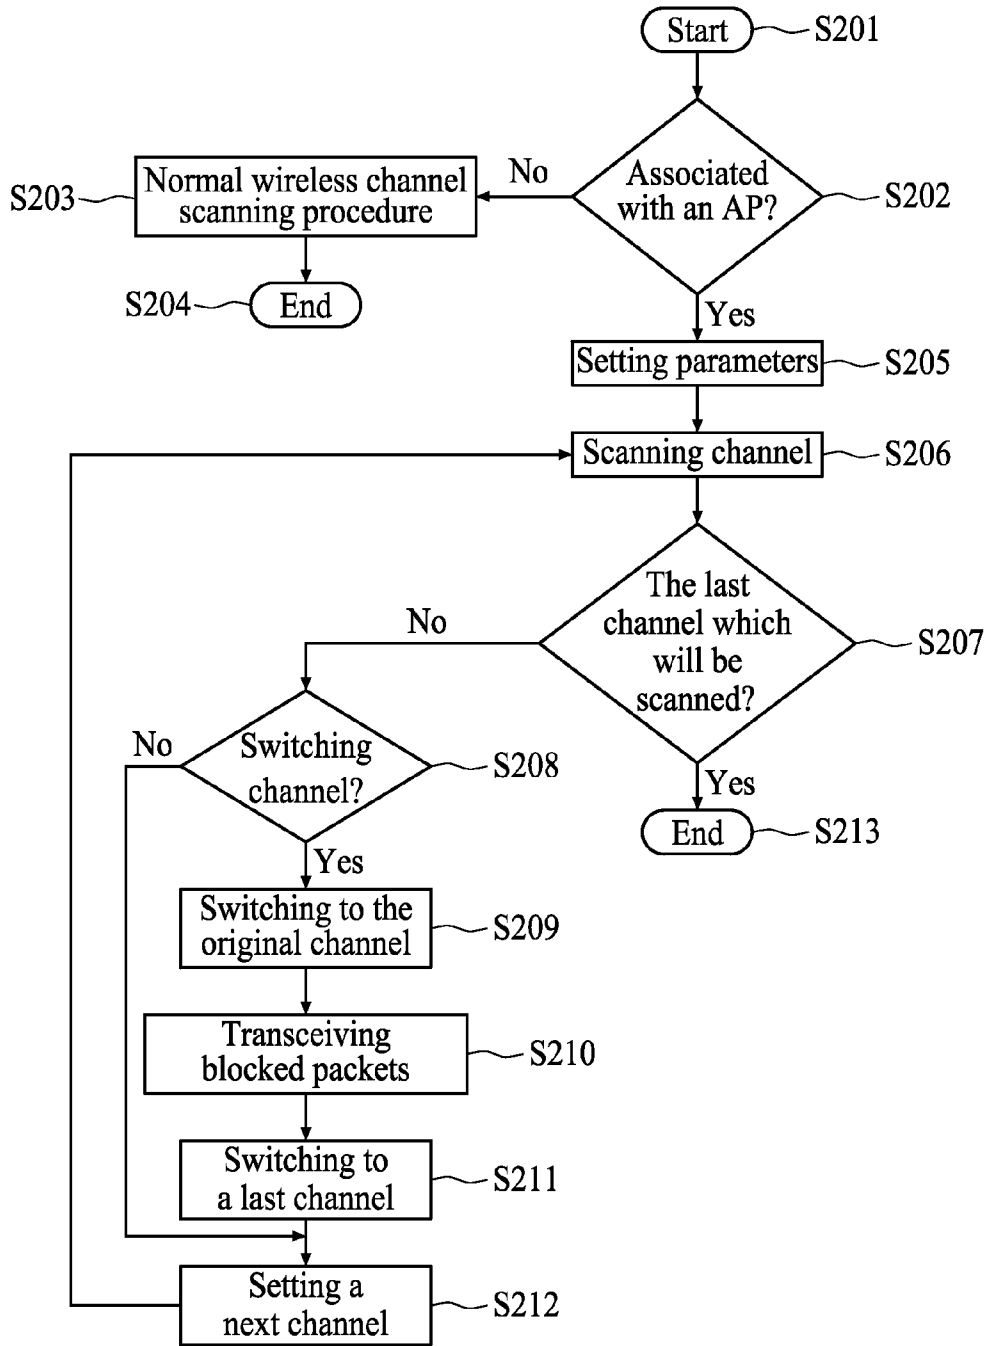 Start
S201
Associated
with an AP?
S202
No
Normal wireless channel
scanning procedure
S203
End
S204
Yes
Setting parameters
S205
Scanning channel
S206
The last
channel which
will be
scanned?
S207
No
Yes
End
S213
Switching
channel?
S208
No
Yes
Switching to the
original channel
S209
Transceiving
blocked packets
S210
Switching to
a last channel
S211
Setting a
next channel
S212